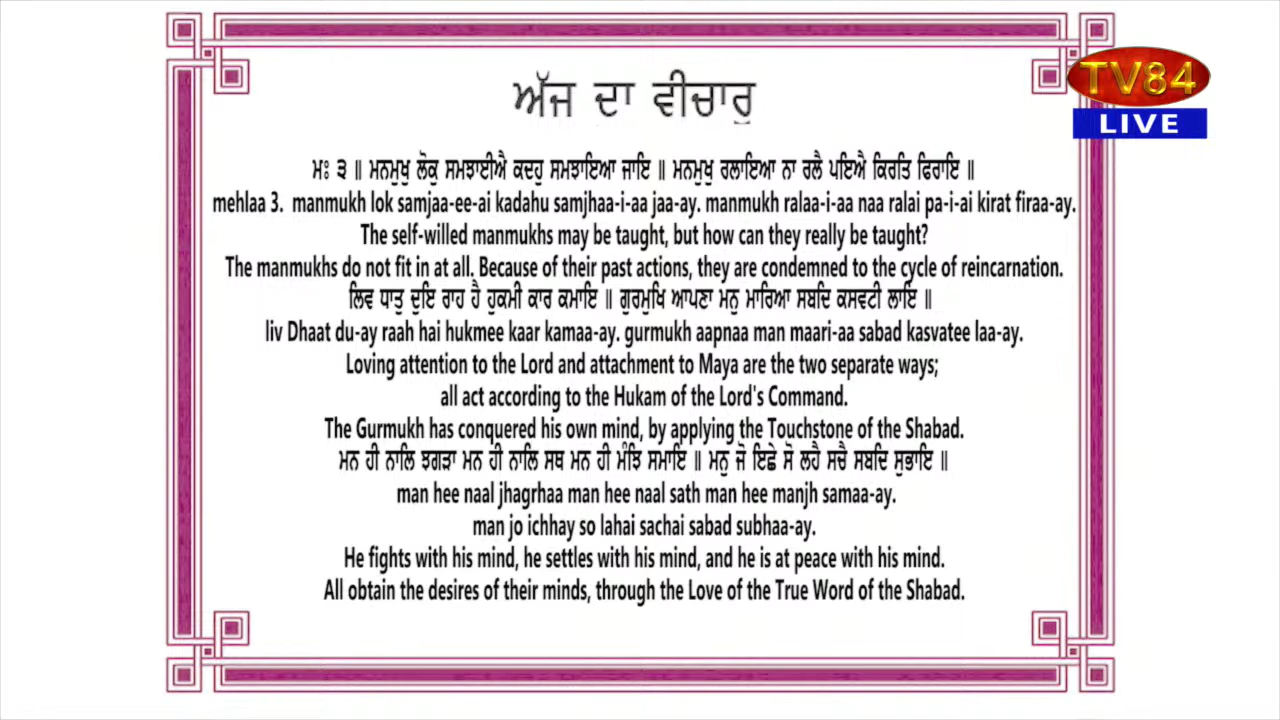 ਅੱਜ ਦਾ ਵੀਚਾਰੁ
TV84
LIVE
ਮਃ ੩ ॥ ਮਨਮੁਖੁ ਲੋਕੁ ਸਮਝਾਈਐ ਕਦਹੁ ਸਮਝਾਇਆ ਜਾਇ ॥ ਮਨਮੁਖੁ ਰਲਾਇਆ ਨਾ ਰਲੈ ਪਇਐ ਕਿਰਤਿ ਫਿਰਾਇ ॥
mehlaa 3. manmukh lok samjaa-ee-ai kadahu samjhaa-i-aa jaa-ay. manmukh ralaa-i-aa naa ralai pa-i-ai kirat firaa-ay.
The self-willed manmukhs may be taught, but how can they really be taught?
The manmukhs do not fit in at all. Because of their past actions, they are condemned to the cycle of reincarnation.
ਲਿਵ ਧਾਤੁ ਦੁਇ ਰਾਹ ਹੈ ਹੁਕਮੀ ਕਾਰ ਕਮਾਇ ॥ ਗੁਰਮੁਖਿ ਆਪਣਾ ਮਨੁ ਮਾਰਿਆ ਸਬਦਿ ਕਸਵਟੀ ਲਾਇ ॥
liv Dhaat du-ay raah hai hukmee kaar kamaa-ay. gurmukh aapnaa man maari-aa sabad kasvatee laa-ay.
Loving attention to the Lord and attachment to Maya are the two separate ways;
all act according to the Hukam of the Lord's Command.
The Gurmukh has conquered his own mind, by applying the Touchstone of the Shabad.
ਮਨ ਹੀ ਨਾਲਿ ਝਗੜਾ ਮਨ ਹੀ ਨਾਲਿ ਸਥ ਮਨ ਹੀ ਮੰਝਿ ਸਮਾਇ ॥ ਮਨੁ ਜੋ ਇਛੇ ਸੋ ਲਹੈ ਸਚੈ ਸਬਦਿ ਸੁਭਾਇ ॥
man hee naal jhagrhaa man hee naal sath man hee manjh samaa-ay.
man jo ichhay so lahai sachai sabad subhaa-ay.
He fights with his mind, he settles with his mind, and he is at peace with his mind.
All obtain the desires of their minds, through the Love of the True Word of the Shabad.